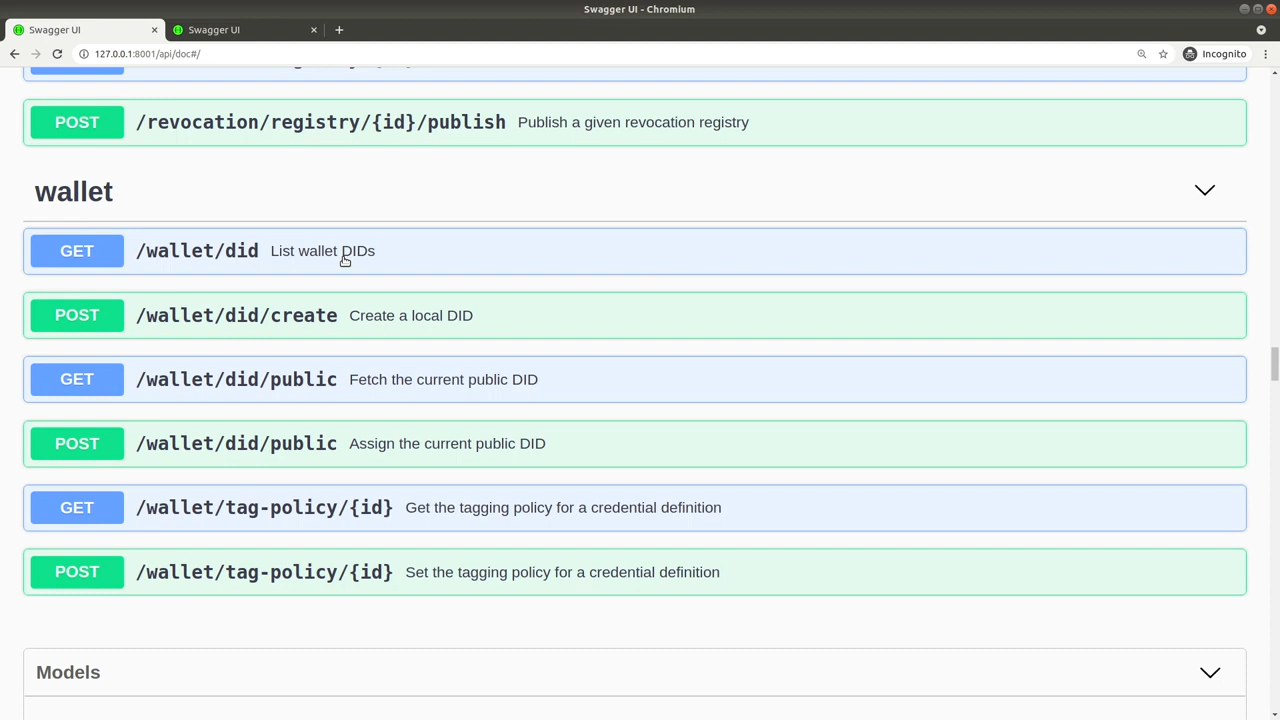 Swagger UI - Chromium
Swagger UI
Swagger UI
127.0.0.1:8001/api/doc#/
Incognito
POST /revocation/registry/{id}/publish Publish a given revocation registry
wallet
GET /wallet/did List wallet DIDs
POST /wallet/did/create Create a local DID
GET /wallet/did/public Fetch the current public DID
POST /wallet/did/public Assign the current public DID
GET /wallet/tag-policy/{id} Get the tagging policy for a credential definition
POST /wallet/tag-policy/{id} Set the tagging policy for a credential definition
Models